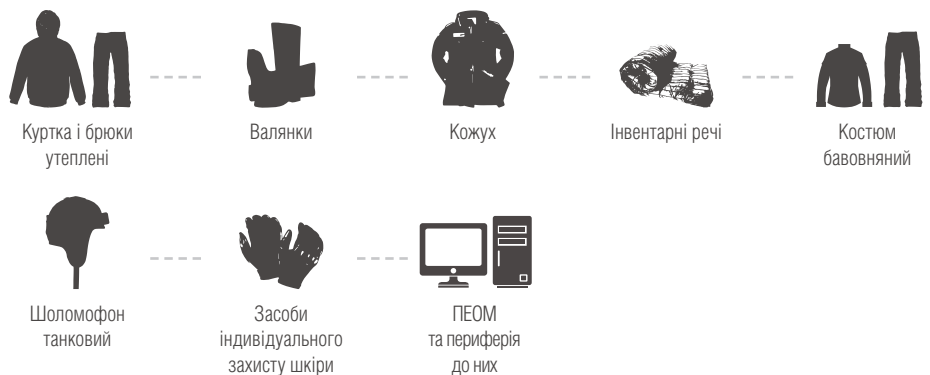 Куртка і брюки
утеплені
Валянки
Кожух
Інвентарні речі
Костюм
бавовняний
Шоломофон
танковий
Засоби
індивідуального
захисту шкіри
ПЕОМ
та периферія
до них